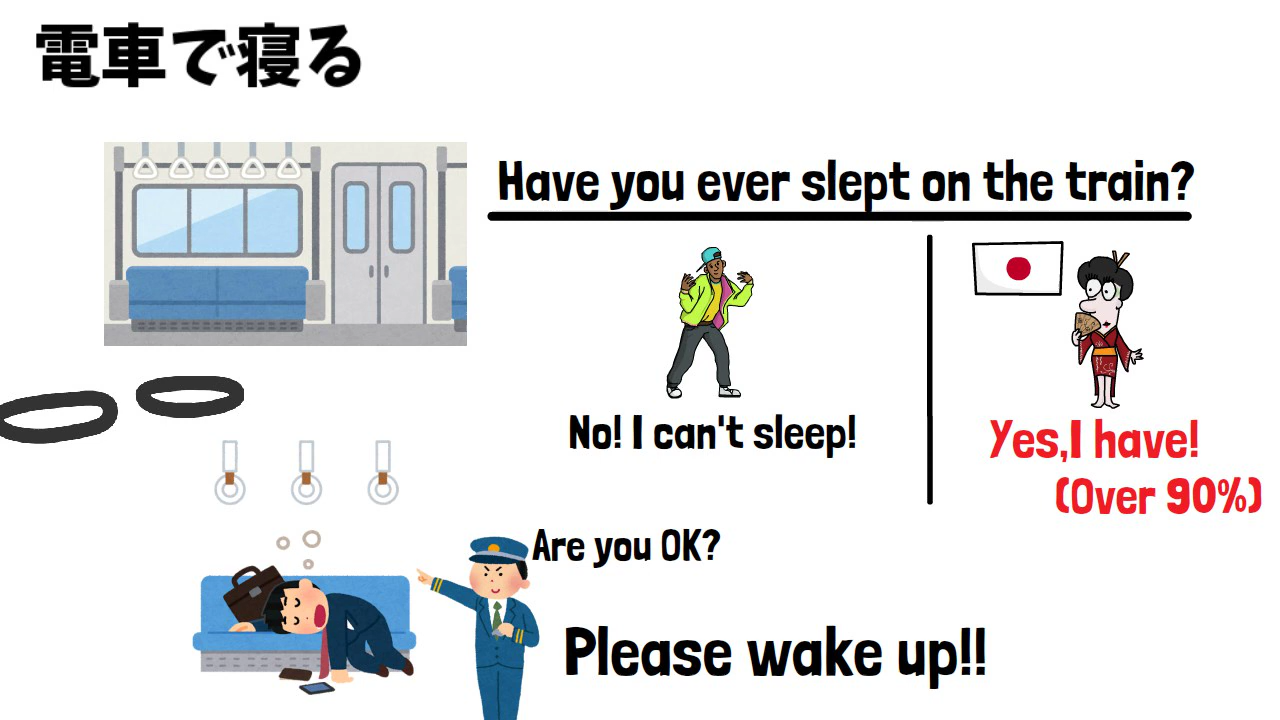 電車で寝る
Have you ever slept on the train?
No! I can't sleep!
Yes,I have!
(Over 90%)
Are you OK?
Please wake up!!